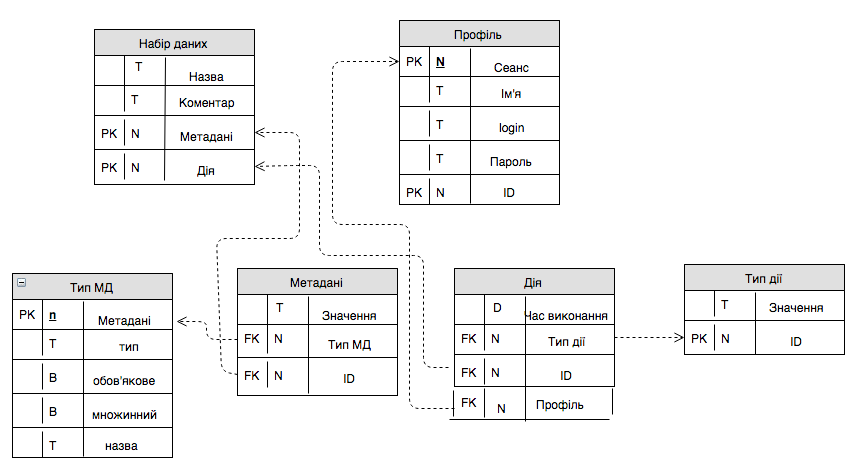 Набір даних
T Назва
T Коментар
PK N Метадані
PK N Дія
Профіль
PK N Сеанс
T Ім'я
T login
T Пароль
PK N ID
Тип МД
PK n Метадані
T тип
B обов'якове
B множинний
T назва
Метадані
T Значення
FK N Тип МД
FK N ID
Дія
D Час виконання
FK N Тип дії
FK N ID
FK N Профіль
Тип дії
T Значення
PK N ID